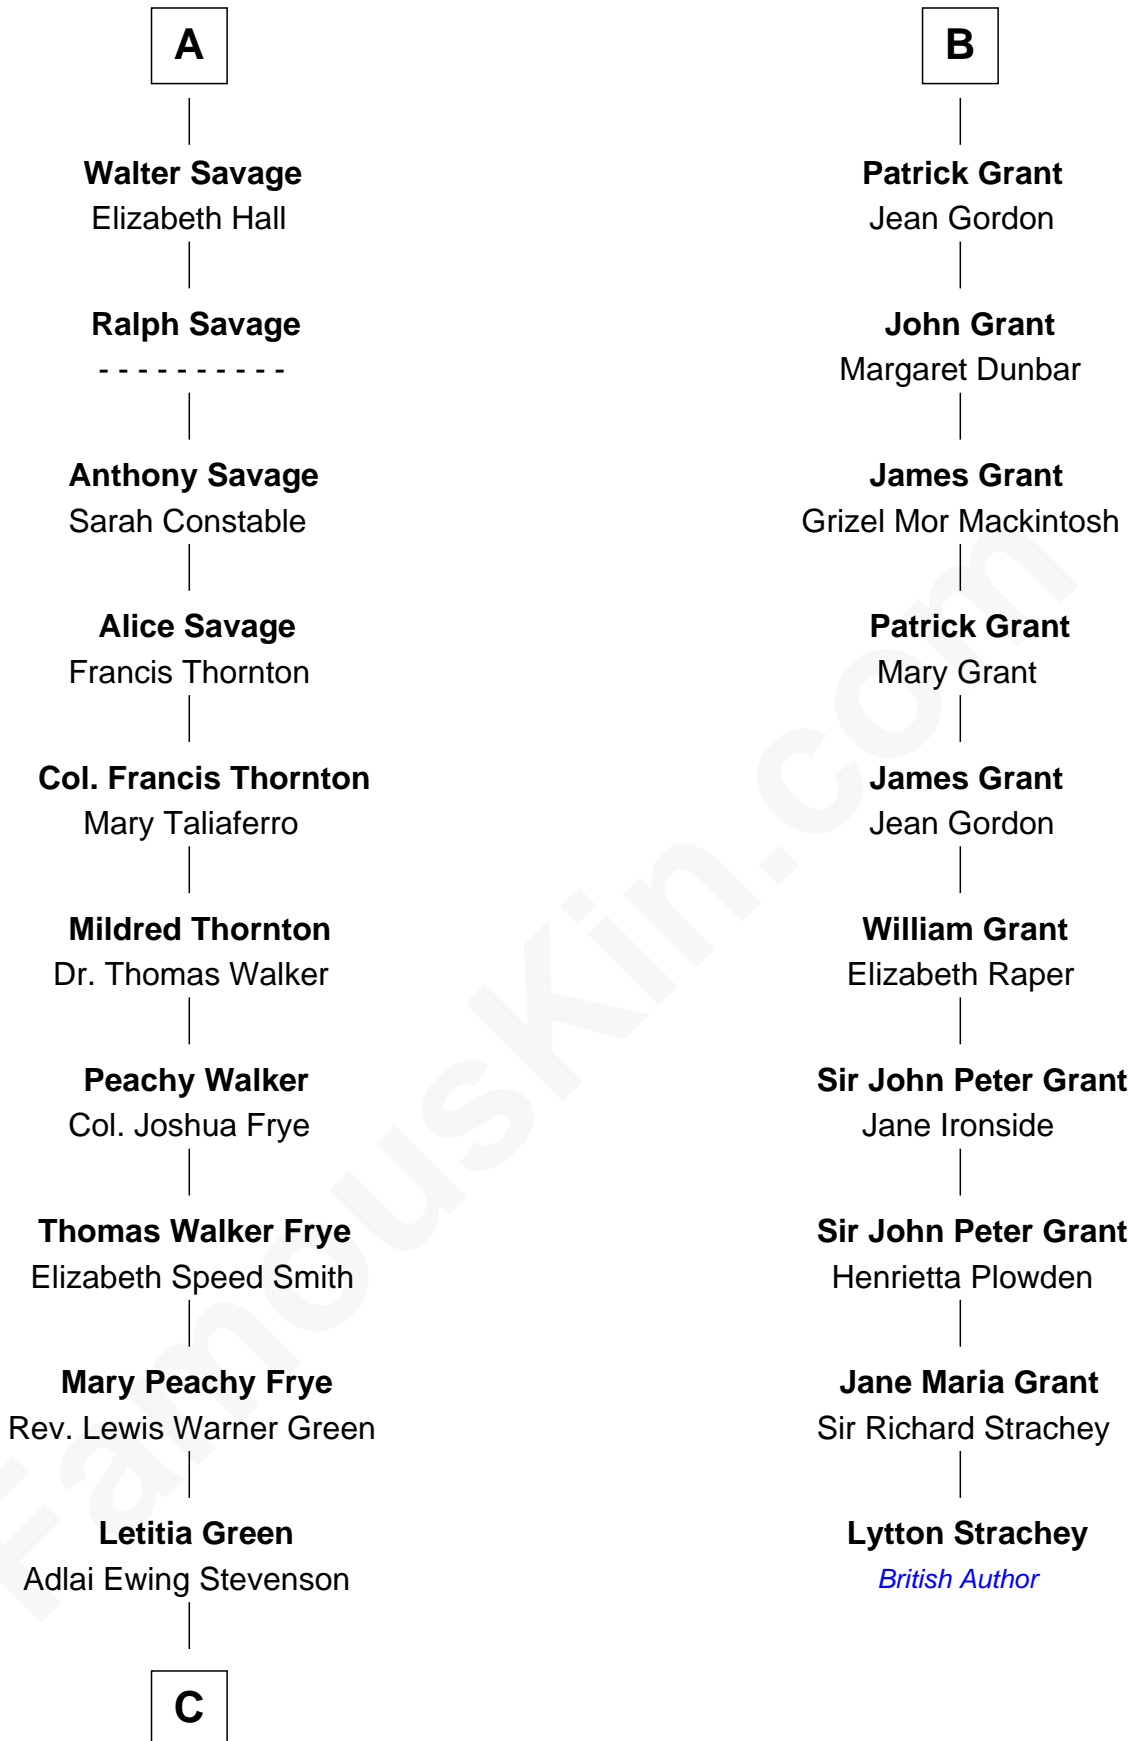 A
Walter Savage
Elizabeth Hall
Ralph Savage
- - - - - - - - - -
Anthony Savage
Sarah Constable
Alice Savage
Francis Thornton
Col. Francis Thornton
Mary Taliaferro
Mildred Thornton
Dr. Thomas Walker
Peachy Walker
Col. Joshua Frye
Thomas Walker Frye
Elizabeth Speed Smith
Mary Peachy Frye
Rev. Lewis Warner Green
Letitia Green
Adlai Ewing Stevenson
C
B
Patrick Grant
Jean Gordon
John Grant
Margaret Dunbar
James Grant
Grizel Mor Mackintosh
Patrick Grant
Mary Grant
James Grant
Jean Gordon
William Grant
Elizabeth Raper
Sir John Peter Grant
Jane Ironside
Sir John Peter Grant
Henrietta Plowden
Jane Maria Grant
Sir Richard Strachey
Lytton Strachey
British Author
FamousKin.com